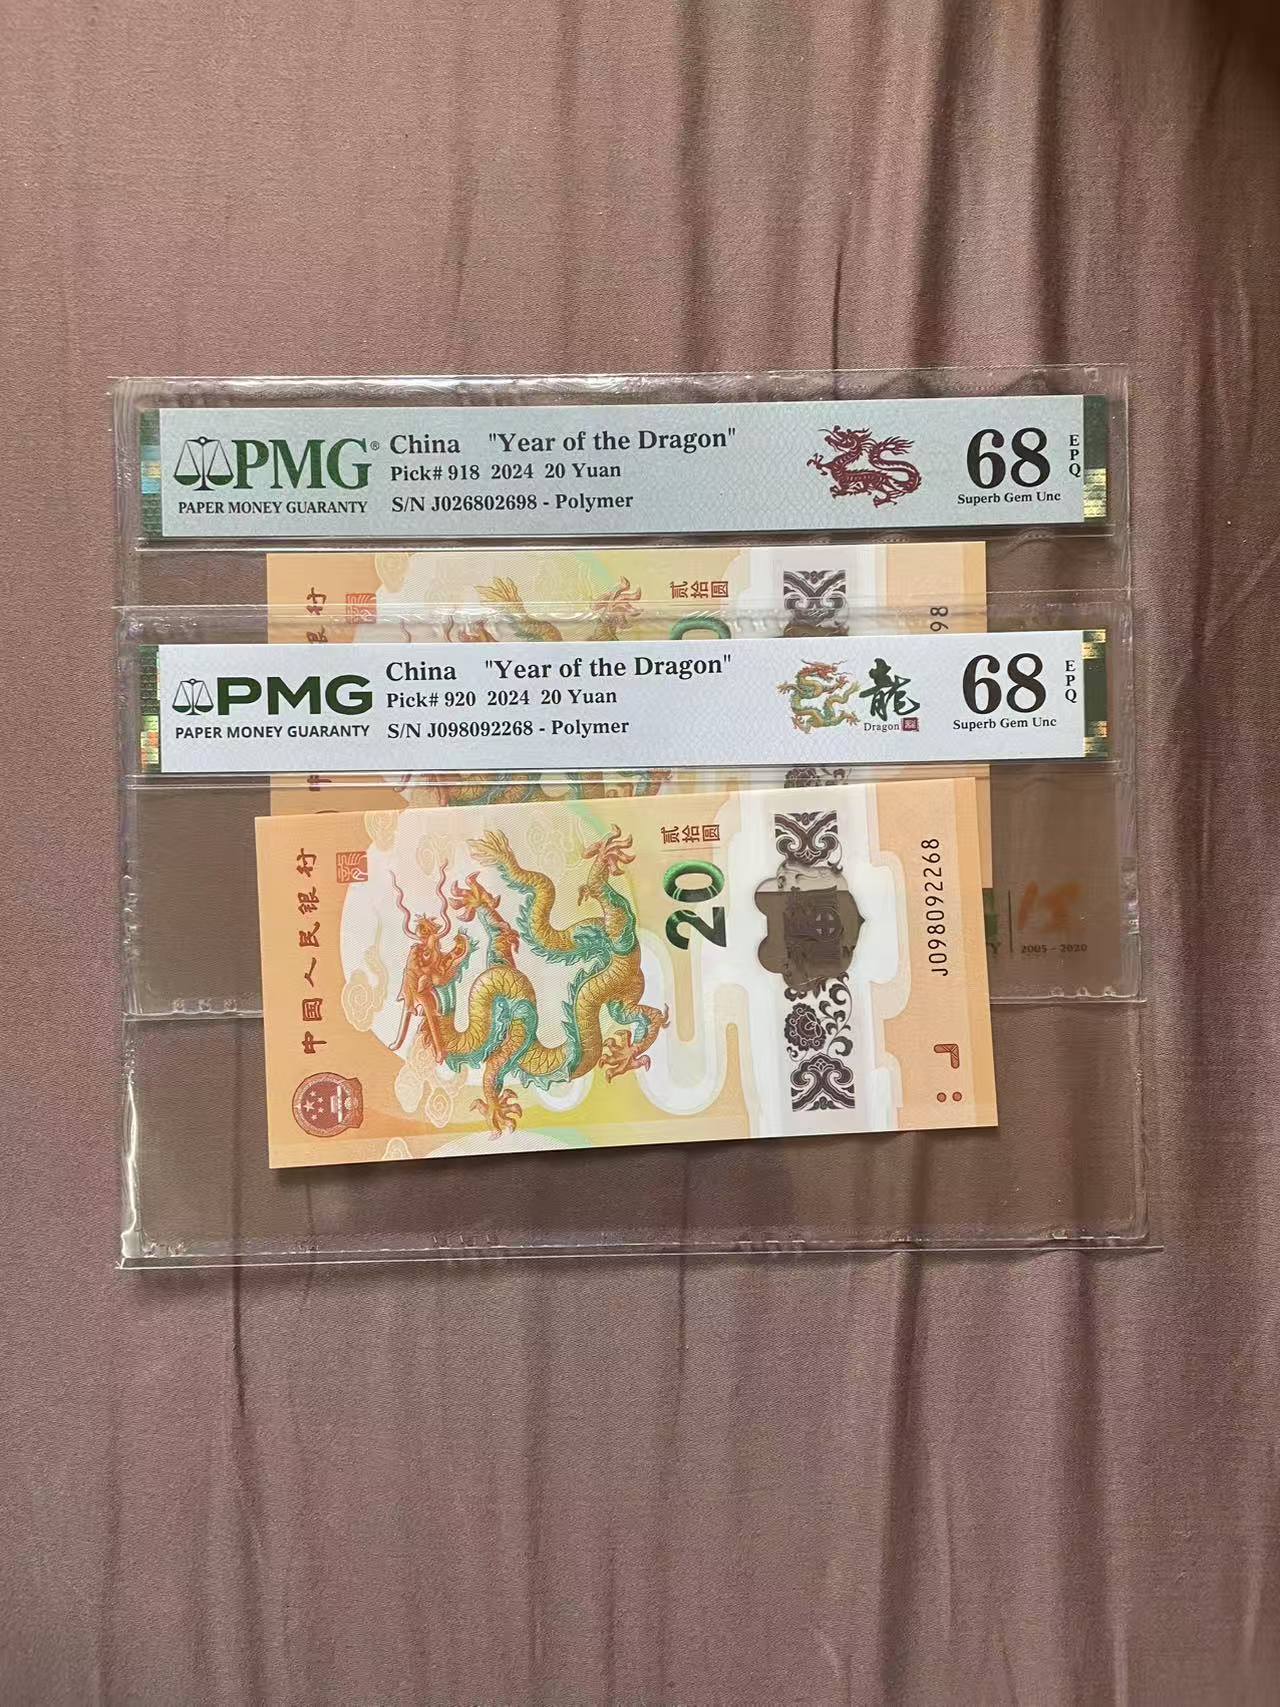 PMG®
PAPER MONEY GUARANTY
China "Year of the Dragon"
Pick# 918 2024 20 Yuan
S/N J026802698 - Polymer
68
EPQ
Superb Gem Unc
贰拾圆
98
PMG
PAPER MONEY GUARANTY
China "Year of the Dragon"
Pick# 920 2024 20 Yuan
S/N J098092268 - Polymer
龍
Dragon
68
EPQ
Superb Gem Unc
中国人民银行
贰拾圆
20
J098092268
2005 - 2020